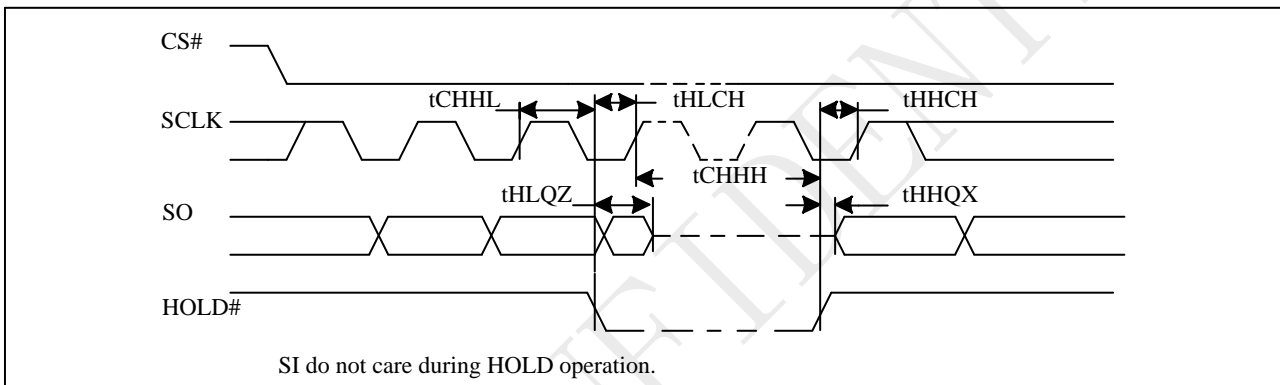 CS#
tCHHL
tHLCH
tHHCH
SCLK
tCHHH
tHLQZ
tHHQX
SO
HOLD#
SI do not care during HOLD operation.